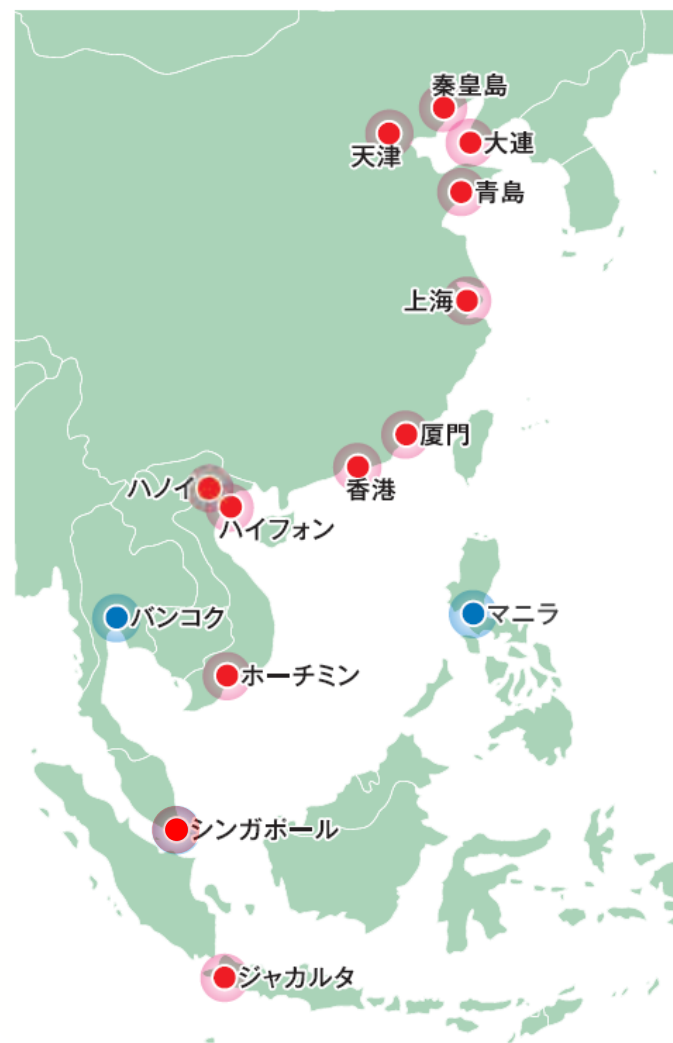 秦皇島
大連
天津
青島
上海
厦門
香港
ハノイ
ハイフォン
バンコク
マニラ
ホーチミン
シンガポール
ジャカルタ